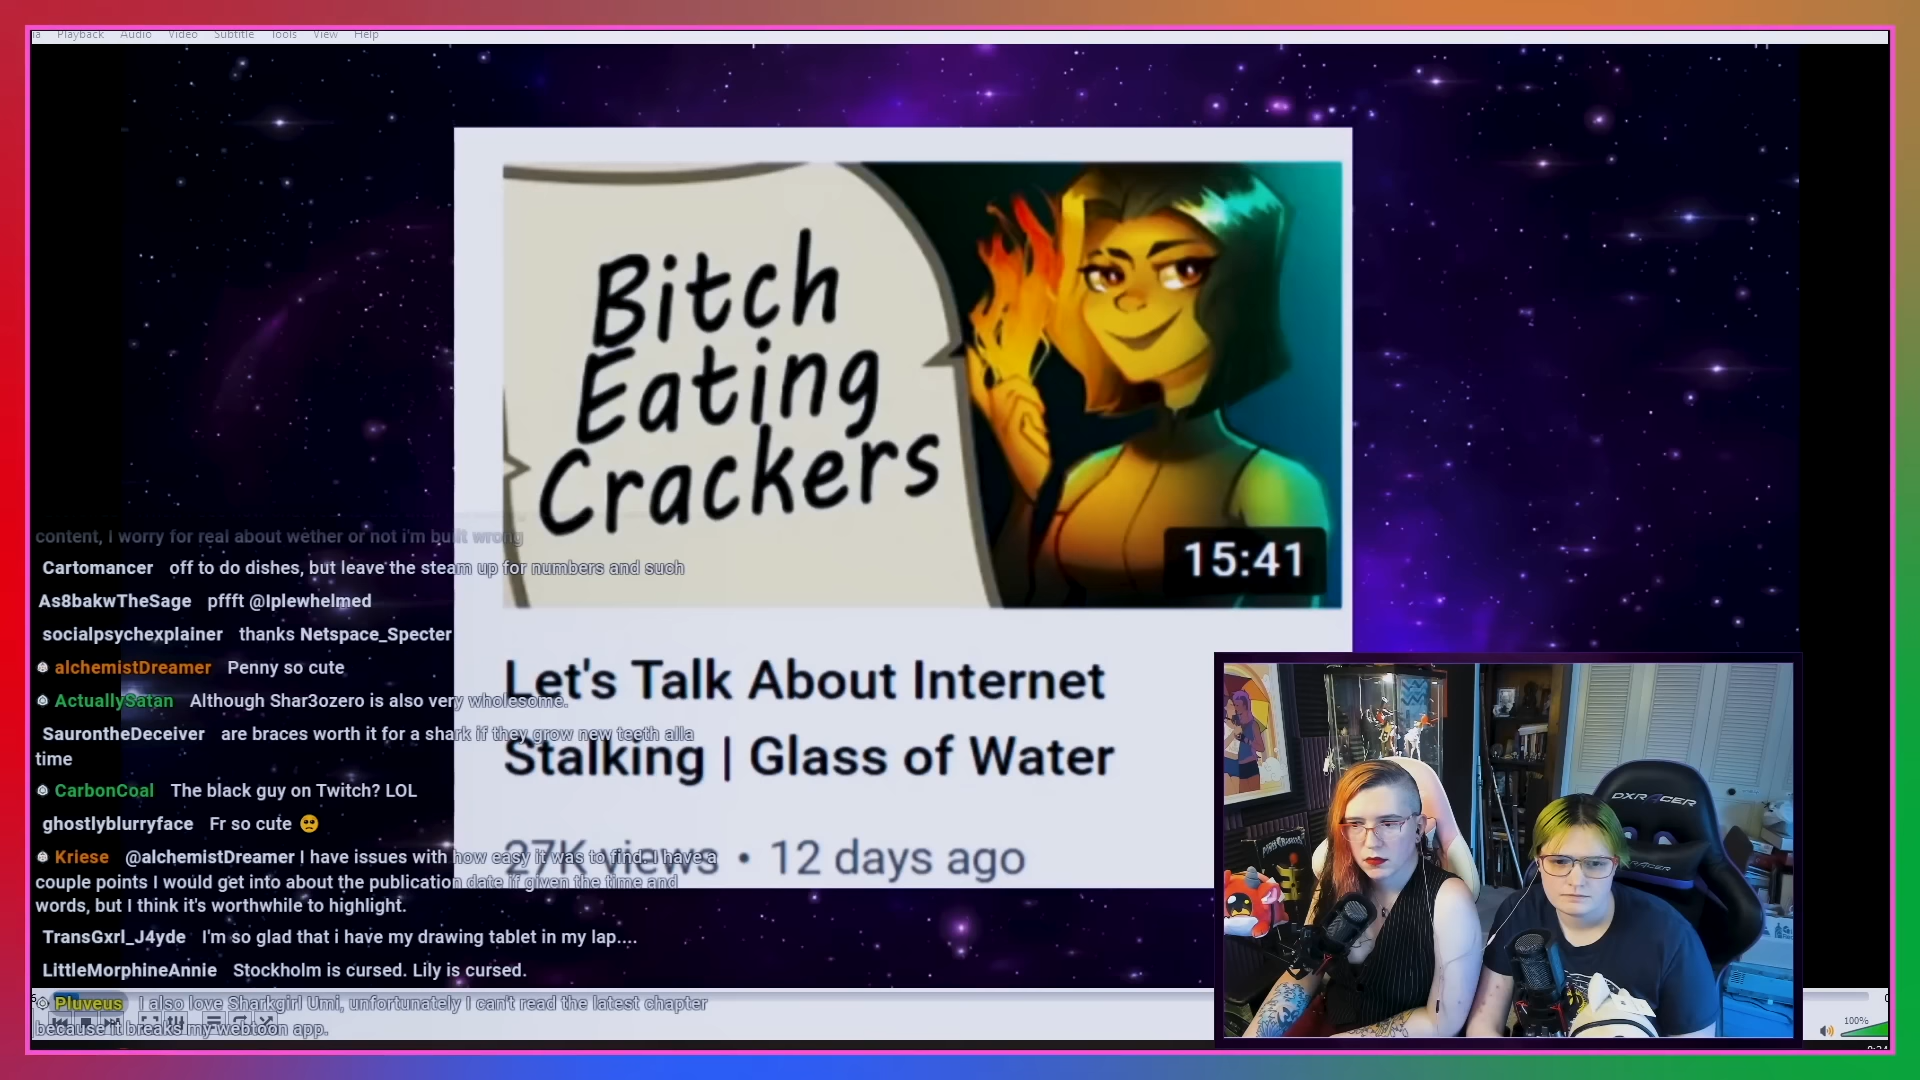 Playback Audio Video Subtitle Tools View Help
Bitch
Eating
Crackers
15:41
Let's Talk About Internet
Stalking | Glass of Water
27K views • 12 days ago
content, I worry for real about wether or not i'm built wrong
Cartomancer off to do dishes, but leave the steam up for numbers and such
As8bakwTheSage pffft @Iplewhelmed
socialpsychexplainer thanks Netspace_Specter
alchemistDreamer Penny so cute
ActuallySatan Although Shar3ozero is also very wholesome.
SaurontheDeceiver are braces worth it for a shark if they grow new teeth alla
time
CarbonCoal The black guy on Twitch? LOL
ghostlyblurryface Fr so cute 🥺
Kriese @alchemistDreamer I have issues with how easy it was to find. I have a
couple points I would get into about the publication date if given the time and
words, but I think it's worthwhile to highlight.
TransGxrl_J4yde I'm so glad that i have my drawing tablet in my lap....
LittleMorphineAnnie Stockholm is cursed. Lily is cursed.
Pluveus I also love Sharkgirl Umi, unfortunately I can't read the latest chapter
because it breaks my webtoon app.
DXRACER
100%